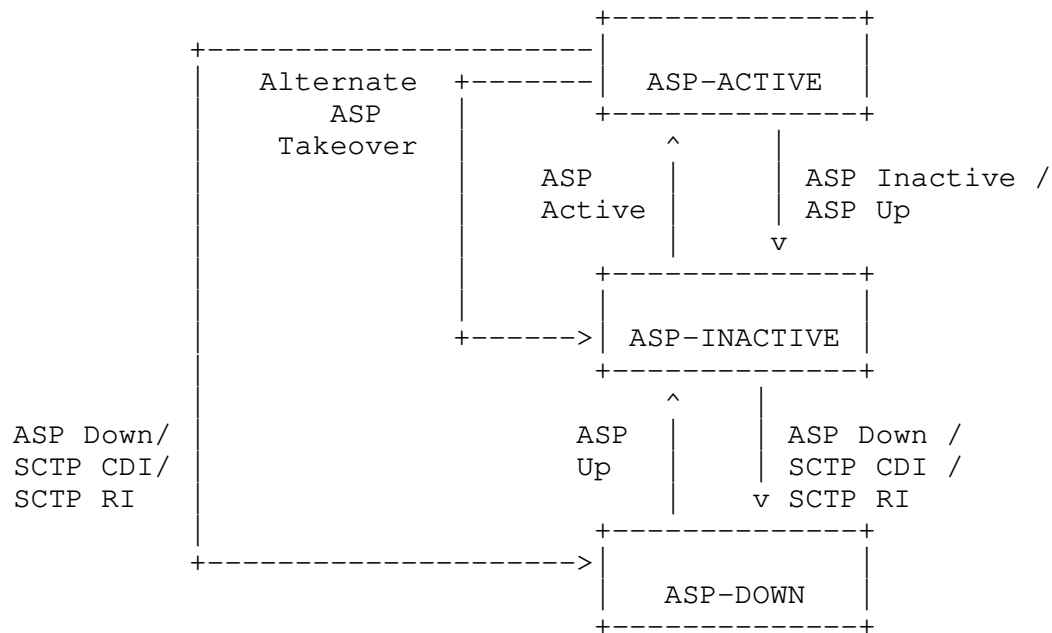 ASP-ACTIVE
Alternate
ASP
Takeover
ASP
Active
ASP Inactive /
ASP Up
ASP-INACTIVE
ASP Down/
SCTP CDI/
SCTP RI
ASP
Up
ASP Down /
SCTP CDI /
SCTP RI
ASP-DOWN